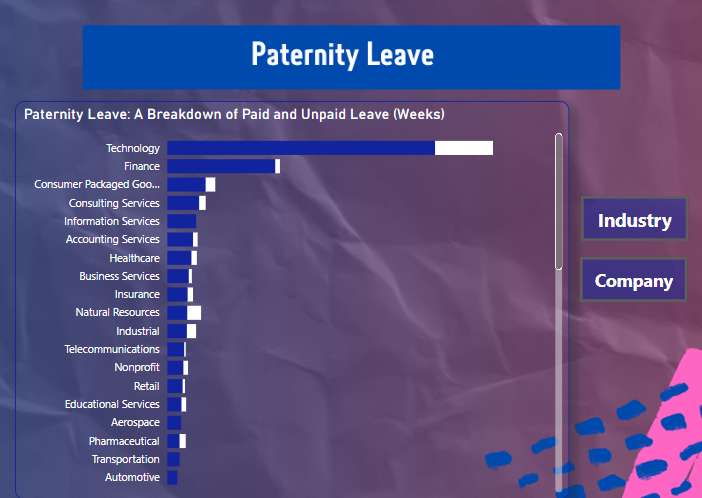 Paternity Leave
Paternity Leave: A Breakdown of Paid and Unpaid Leave (Weeks)
Technology
Finance
Consumer Packaged Goo...
Consulting Services
Information Services
Accounting Services
Healthcare
Business Services
Insurance
Natural Resources
Industrial
Telecommunications
Nonprofit
Retail
Educational Services
Aerospace
Pharmaceutical
Transportation
Automotive
Industry
Company